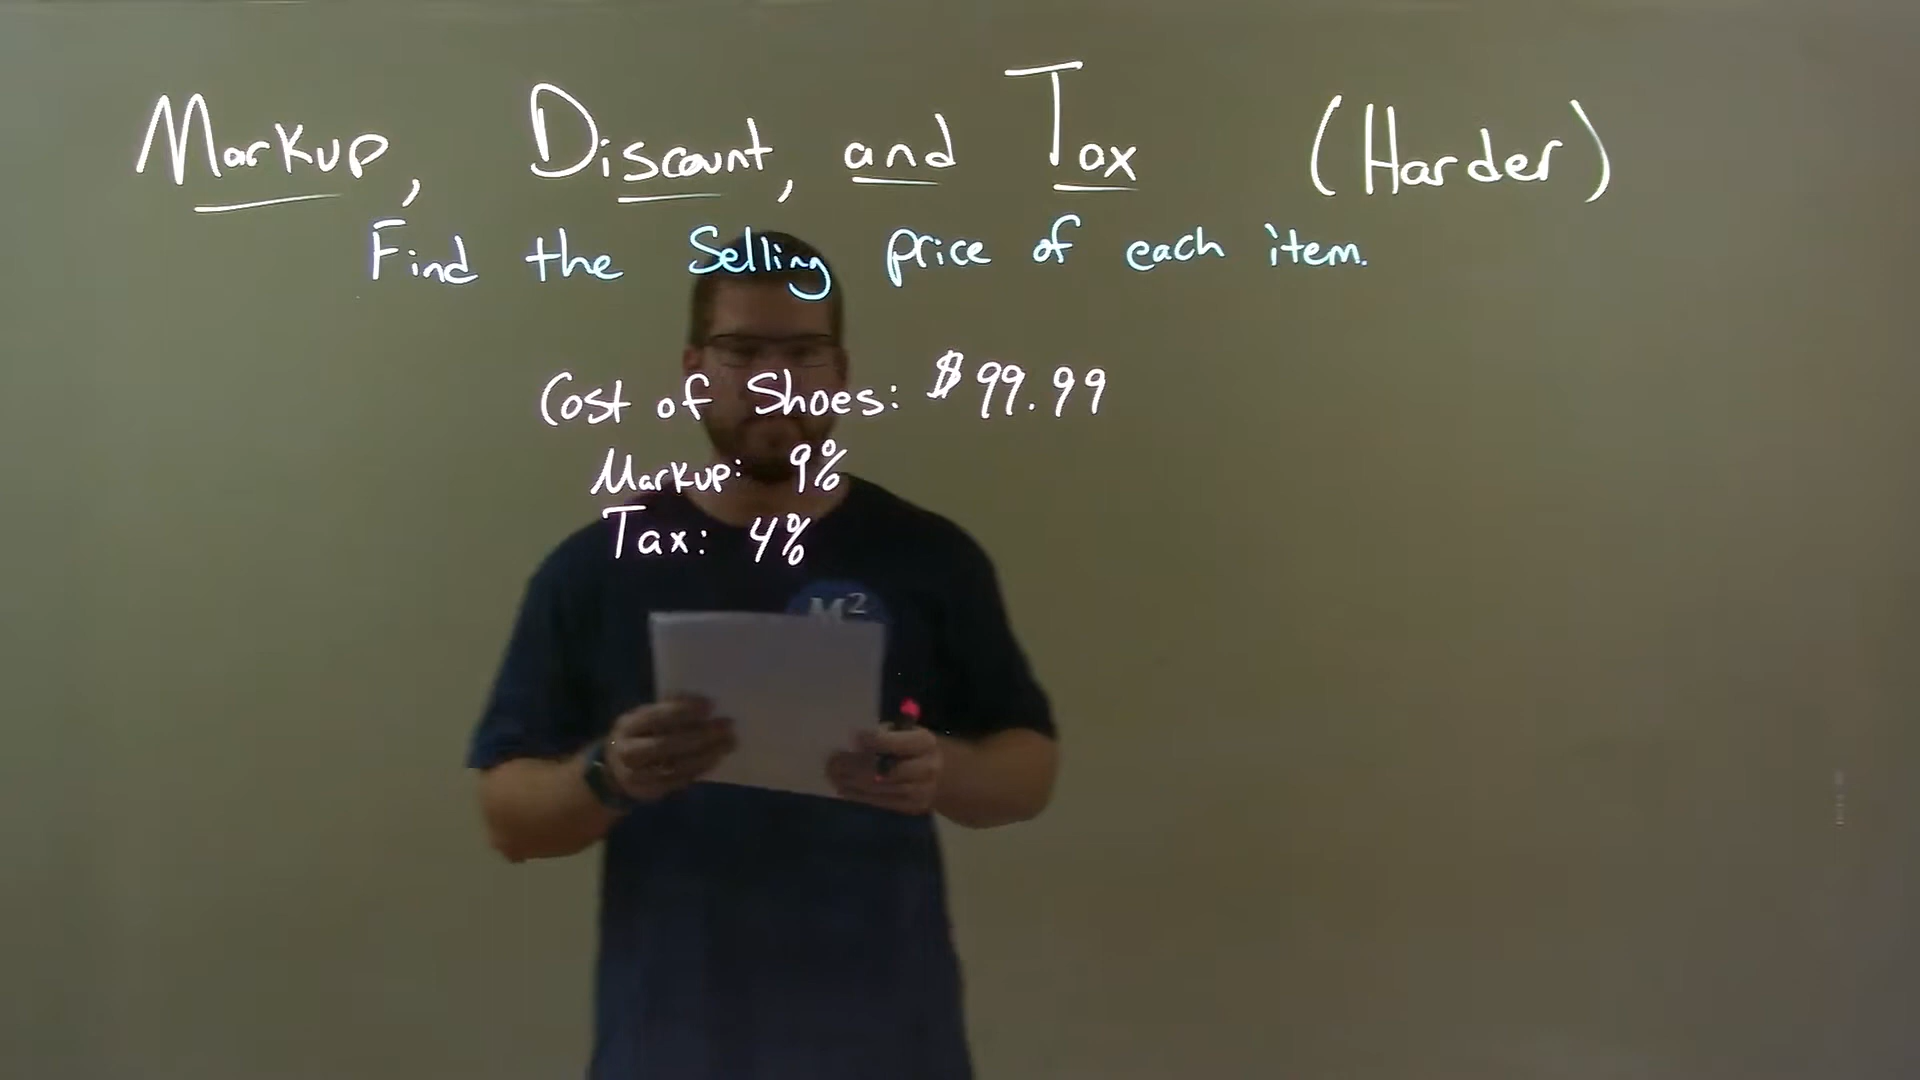 Markup, Discount, and Tax (Harder)
Find the Selling price of each item.
Cost of Shoes: $99.99
Markup: 9%
Tax: 4%
M²